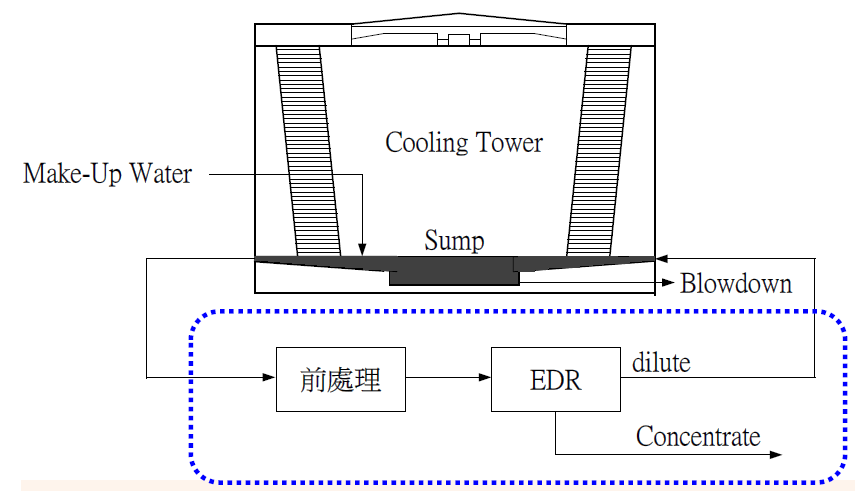 Cooling Tower
Make-Up Water
Sump
Blowdown
前處理
EDR
dilute
Concentrate